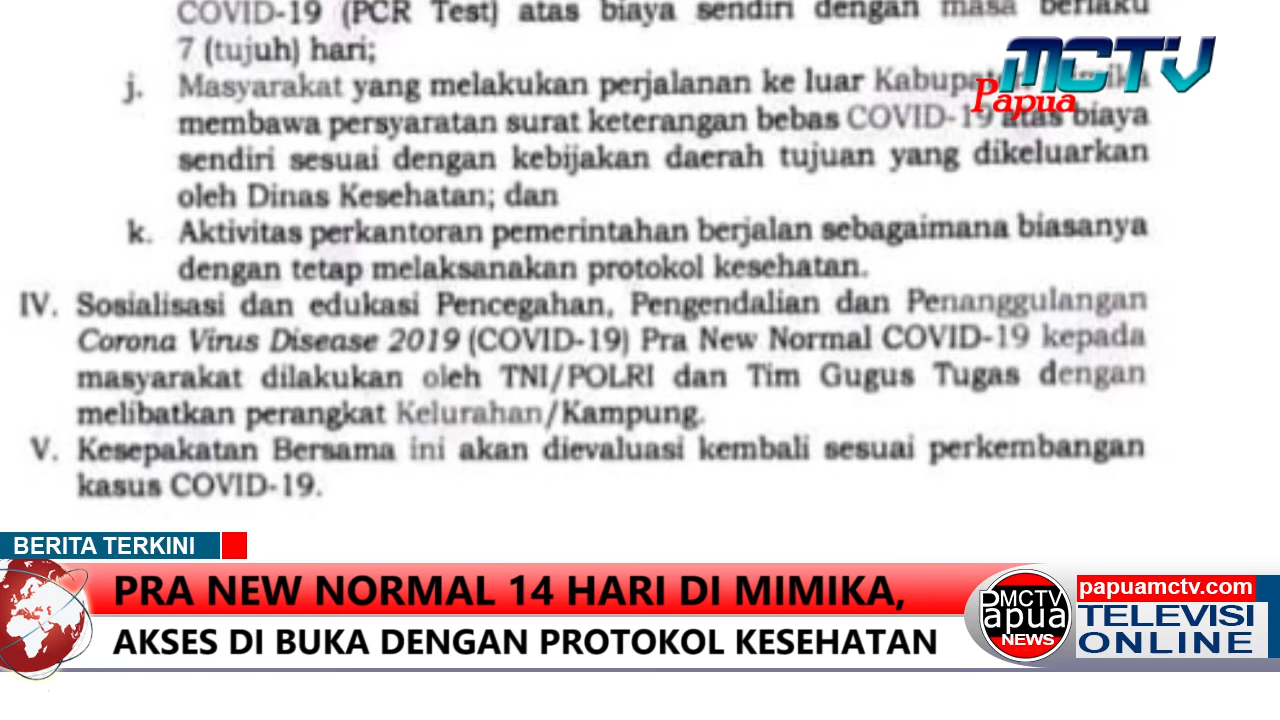 COVID-19 (PCR Test) atas biaya sendiri dengan masa berlaku
7 (tujuh) hari;
j. Masyarakat yang melakukan perjalanan ke luar Kabupaten Mimika
membawa persyaratan surat keterangan bebas COVID-19 atas biaya
sendiri sesuai dengan kebijakan daerah tujuan yang dikeluarkan
oleh Dinas Kesehatan; dan
k. Aktivitas perkantoran pemerintahan berjalan sebagaimana biasanya
dengan tetap melaksanakan protokol kesehatan.
IV. Sosialisasi dan edukasi Pencegahan, Pengendalian dan Penanggulangan
Corona Virus Disease 2019 (COVID-19) Pra New Normal COVID-19 kepada
masyarakat dilakukan oleh TNI/POLRI dan Tim Gugus Tugas dengan
melibatkan perangkat Kelurahan/Kampung.
V. Kesepakatan Bersama ini akan dievaluasi kembali sesuai perkembangan
kasus COVID-19.
MCTV
Papua
BERITA TERKINI
PRA NEW NORMAL 14 HARI DI MIMIKA,
AKSES DI BUKA DENGAN PROTOKOL KESEHATAN
MCTV
Papua
NEWS
papuamctv.com
TELEVISI
ONLINE
papuamctv.com